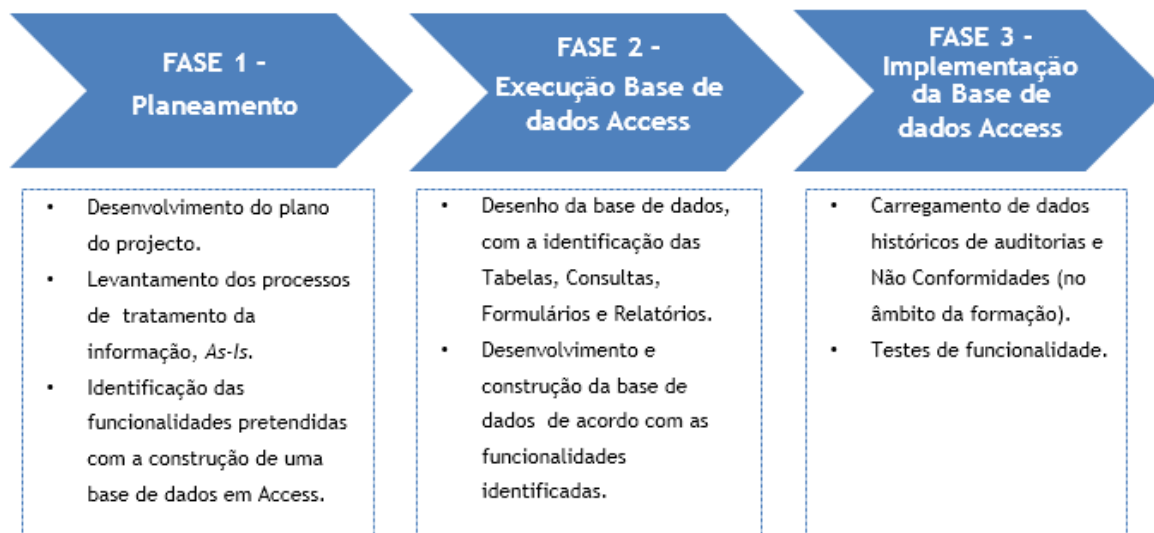 FASE 1 -
Planeamento
• Desenvolvimento do plano
do projecto.
• Levantamento dos processos
de tratamento da
informação, As-Is.
• Identificação das
funcionalidades pretendidas
com a construção de uma
base de dados em Access.
FASE 2 -
Execução Base de
dados Access
• Desenho da base de dados,
com a identificação das
Tabelas, Consultas,
Formulários e Relatórios.
• Desenvolvimento e
construção da base de
dados de acordo com as
funcionalidades
identificadas.
FASE 3 -
Implementação
da Base de
dados Access
• Carregamento de dados
históricos de auditorias e
Não Conformidades (no
âmbito da formação).
• Testes de funcionalidade.